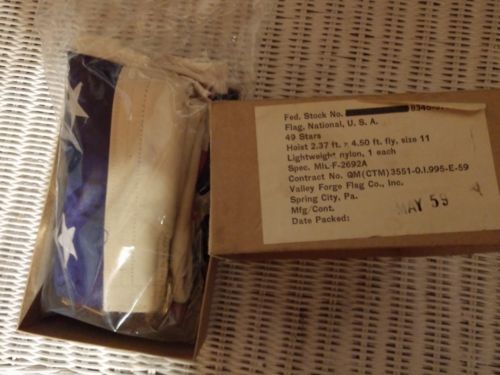 Fed. Stock No.
Flag, National, U. S. A.
49 Stars
Hoist 2.37 ft. x 4.50 ft. fly, size 11
Lightweight nylon, 1 each
Spec. MIL-F-2692A
Contract No. QM(CTM)3551-O.I.995-E-59
Valley Forge Flag Co., Inc.
Spring City, Pa.
Mfg/Cont.
Date Packed: MAY 59